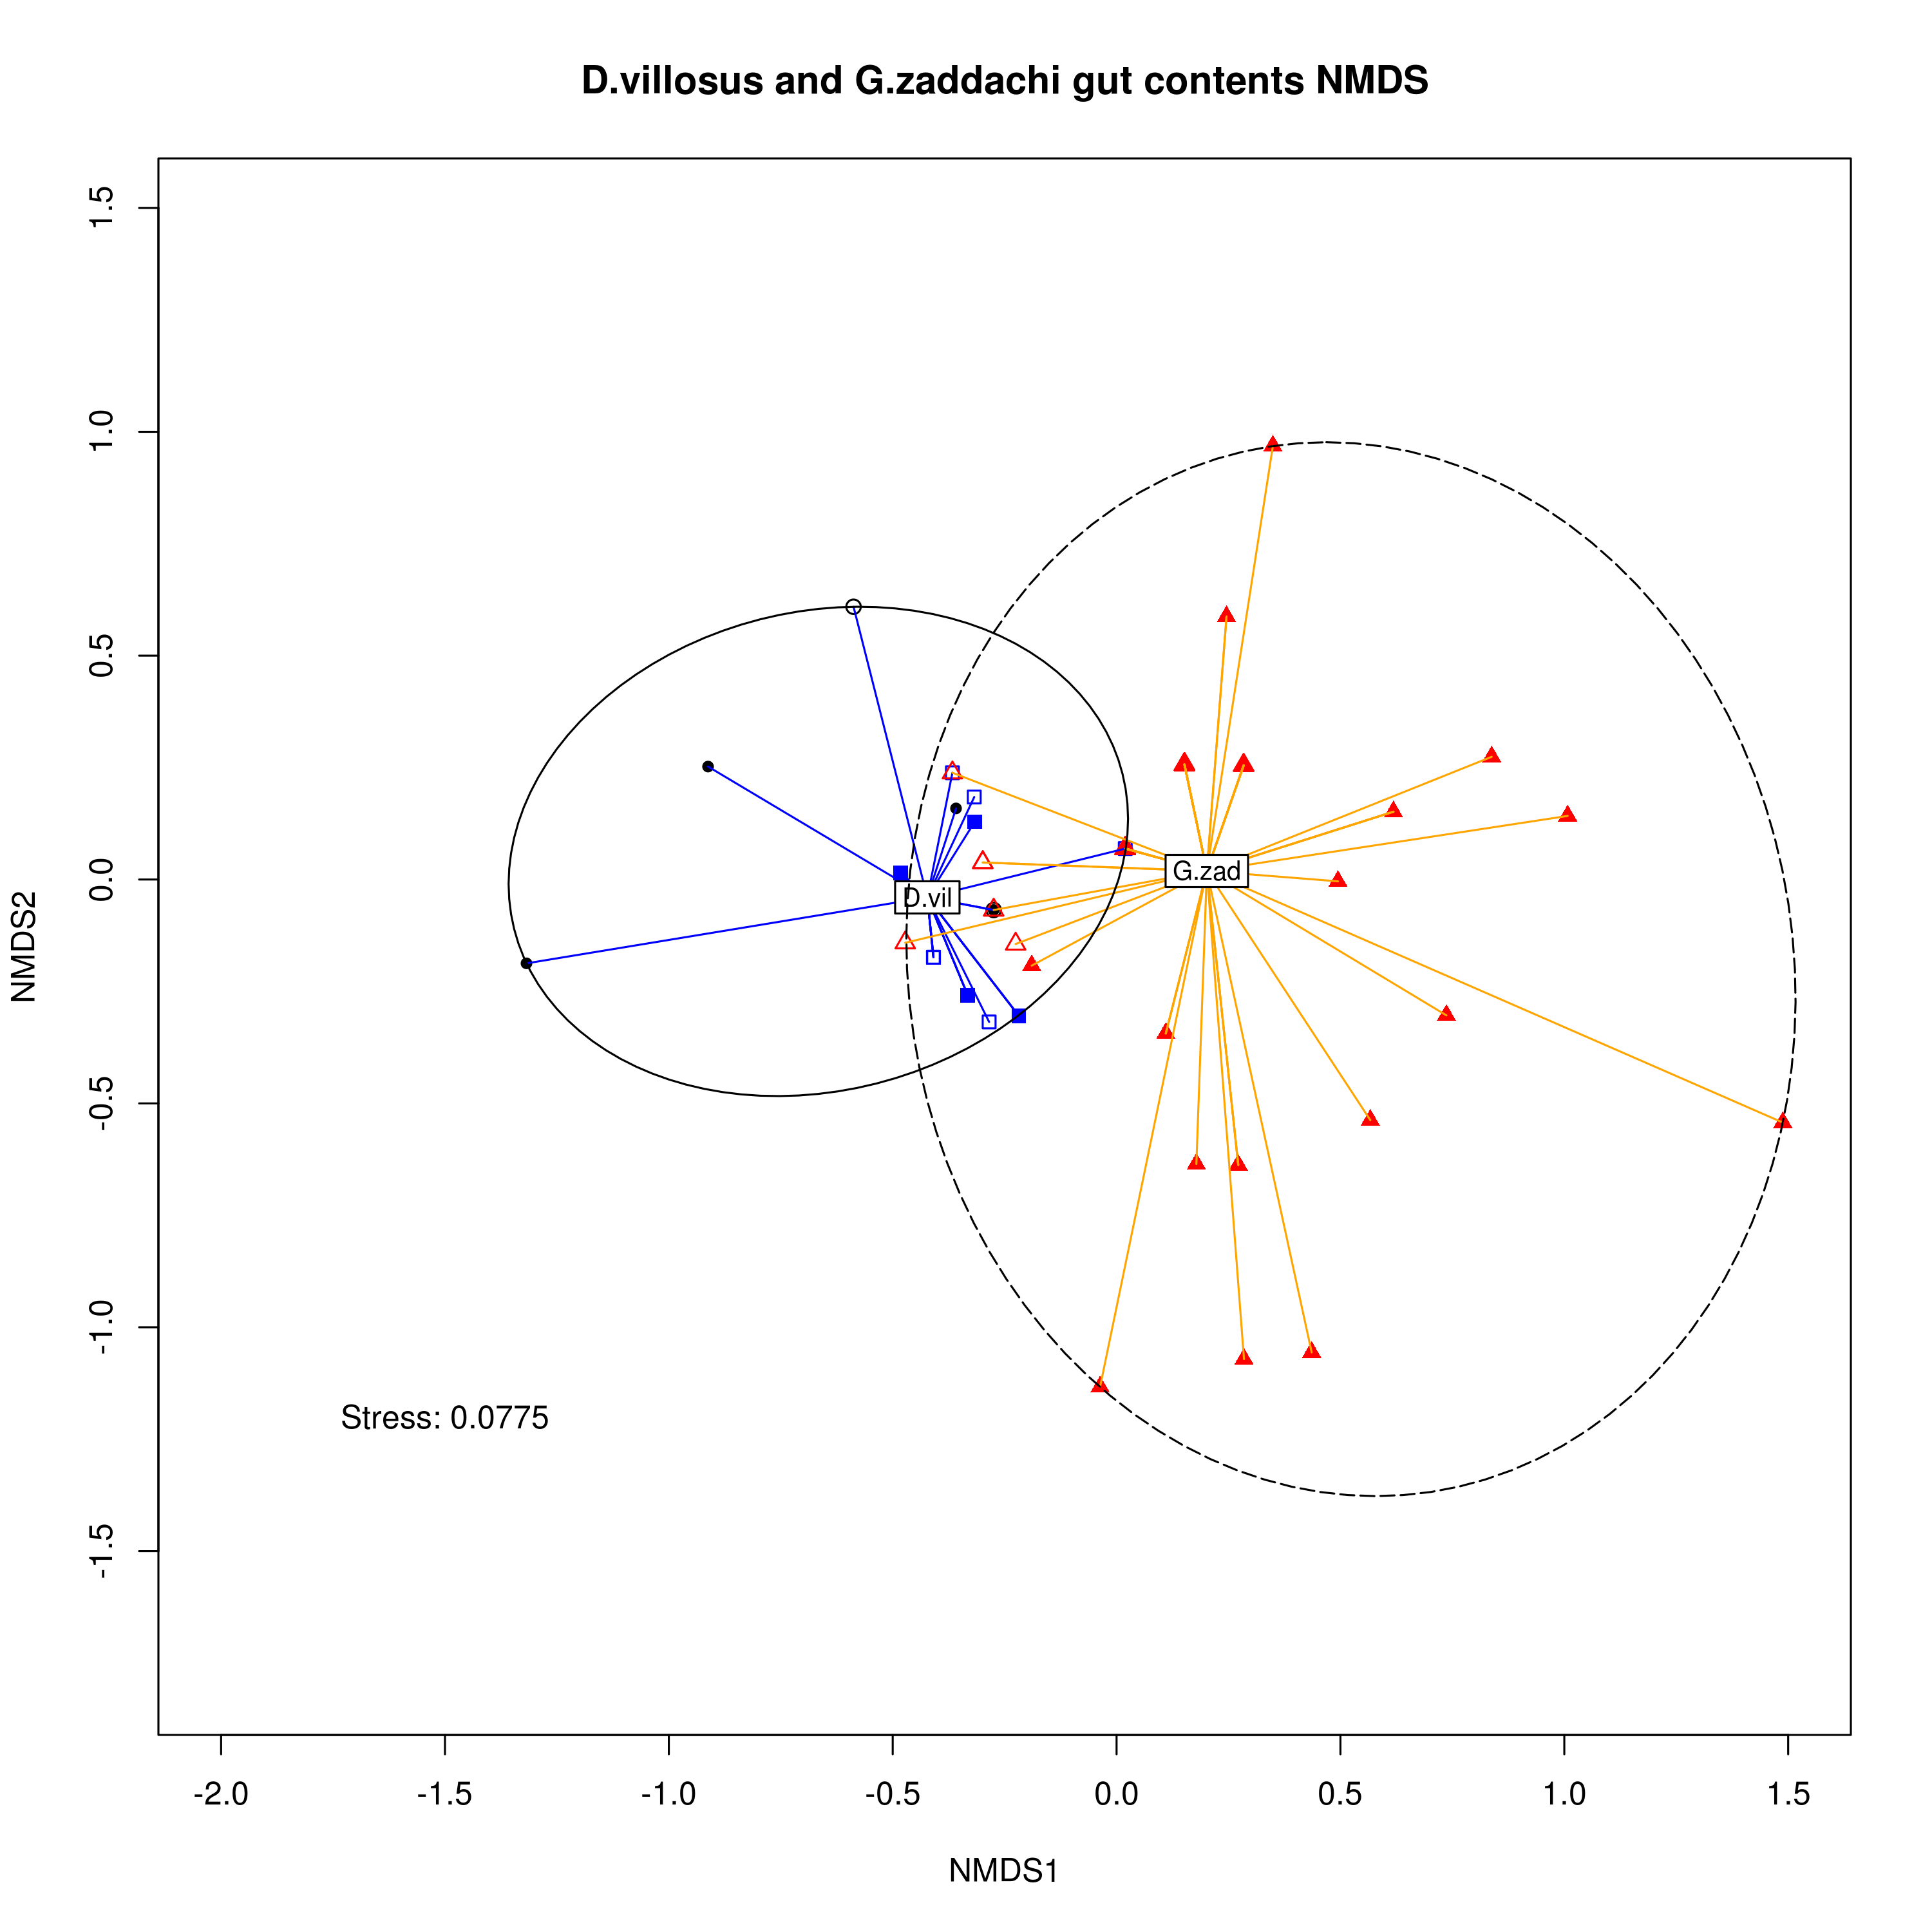 D.villosus and G.zaddachi gut contents NMDS
1.5
1.0
0.5
0.0
-0.5
-1.0
-1.5
NMDS2
G.zad
D.vil
Stress: 0.0775
-2.0 -1.5 -1.0 -0.5 0.0 0.5 1.0 1.5
NMDS1